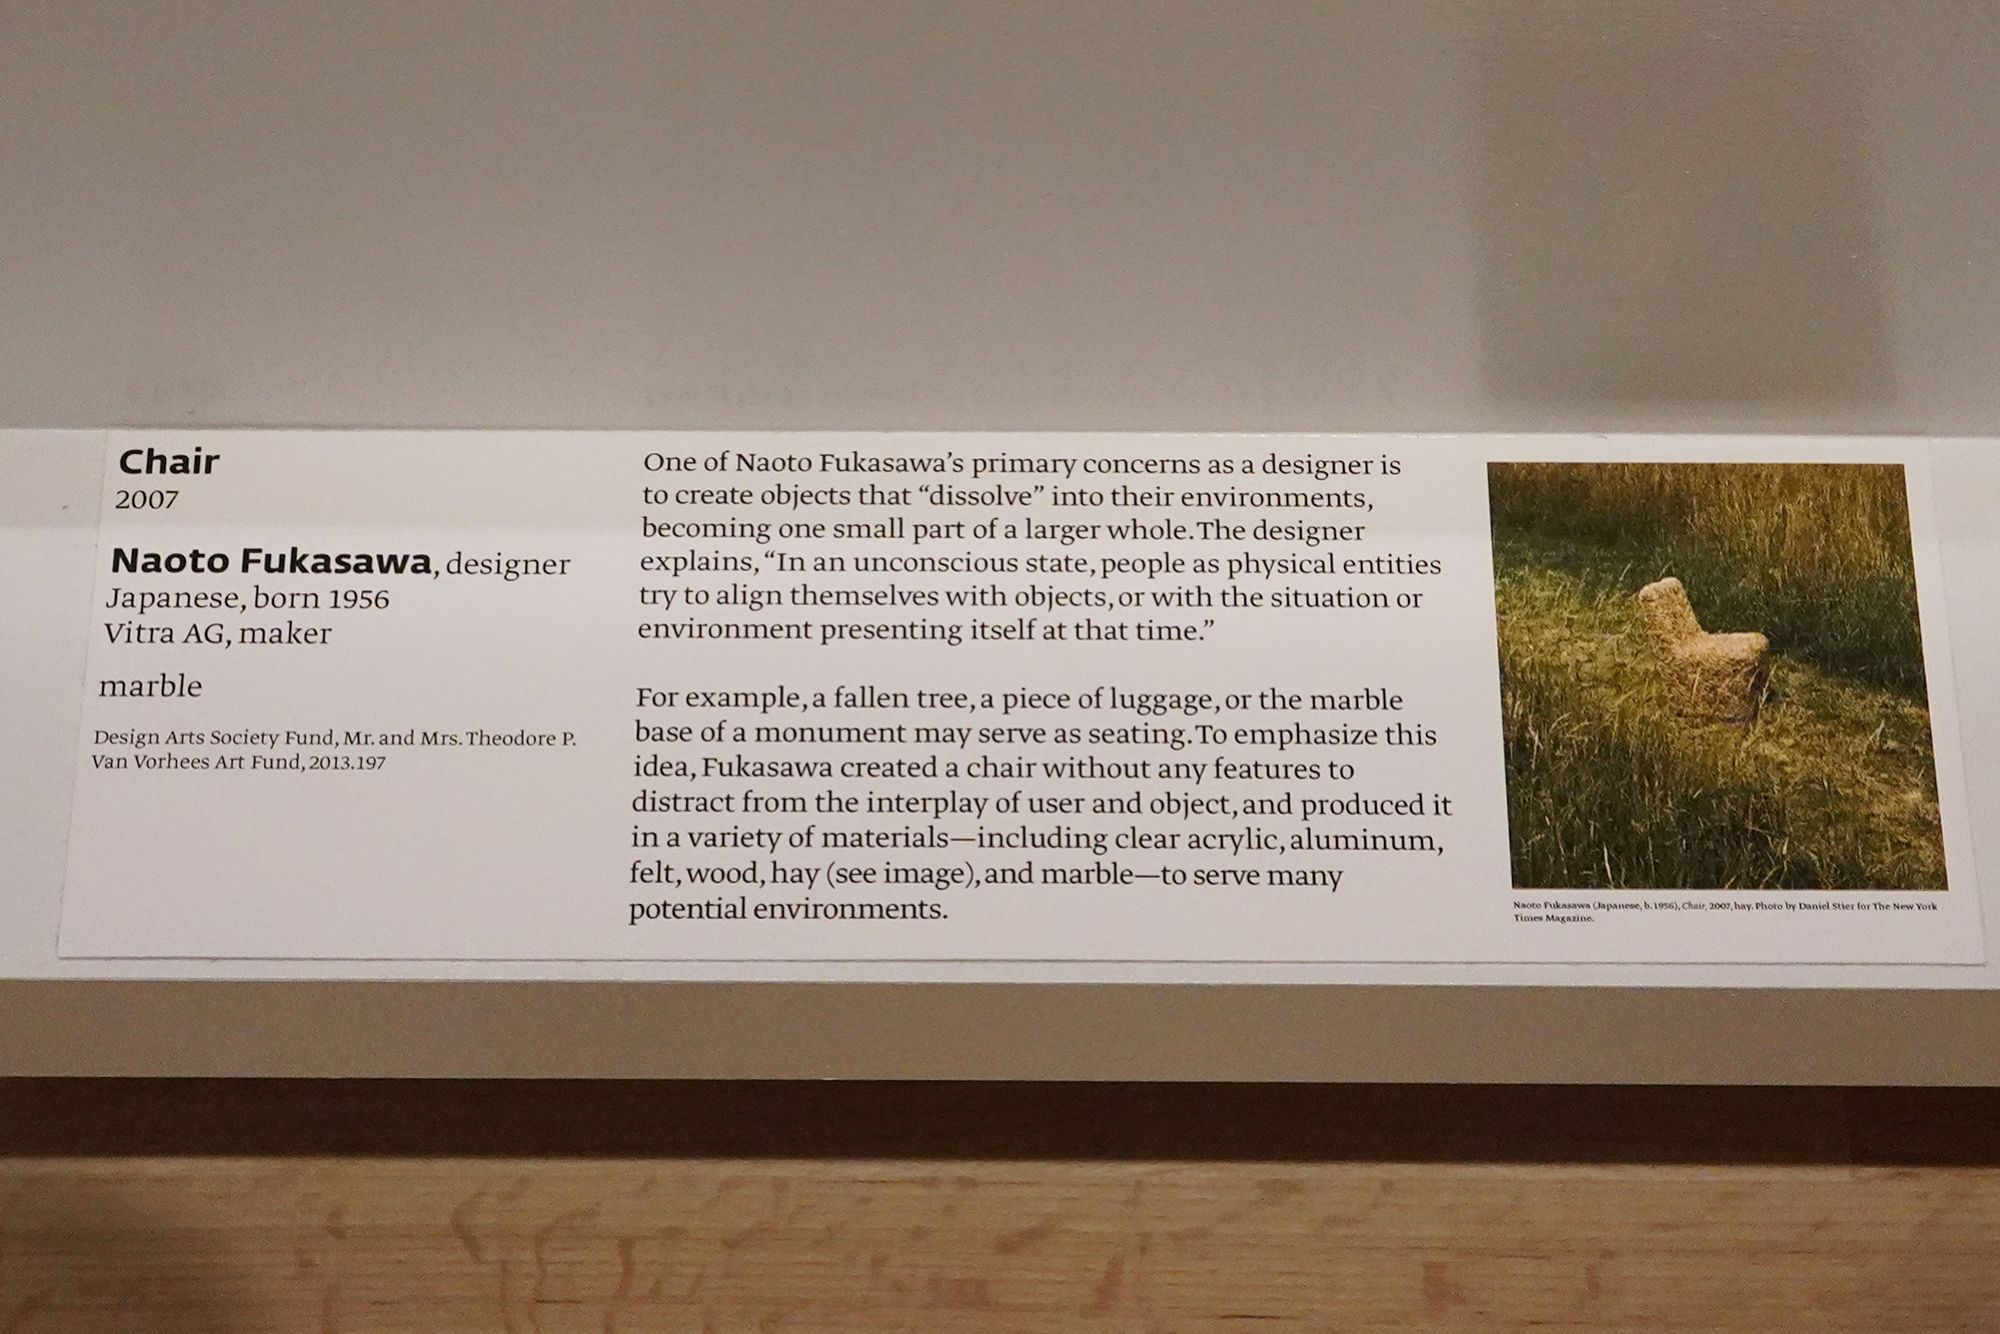 Chair
2007
Naoto Fukasawa, designer
Japanese, born 1956
Vitra AG, maker
marble
Design Arts Society Fund, Mr. and Mrs. Theodore P.
Van Vorhees Art Fund, 2013.197
One of Naoto Fukasawa’s primary concerns as a designer is
to create objects that “dissolve” into their environments,
becoming one small part of a larger whole. The designer
explains, “In an unconscious state, people as physical entities
try to align themselves with objects, or with the situation or
environment presenting itself at that time.”
For example, a fallen tree, a piece of luggage, or the marble
base of a monument may serve as seating. To emphasize this
idea, Fukasawa created a chair without any features to
distract from the interplay of user and object, and produced it
in a variety of materials—including clear acrylic, aluminum,
felt, wood, hay (see image), and marble—to serve many
potential environments.
Naoto Fukasawa (Japanese, b. 1956), Chair, 2007, hay. Photo by Daniel Stier for The New York
Times Magazine.